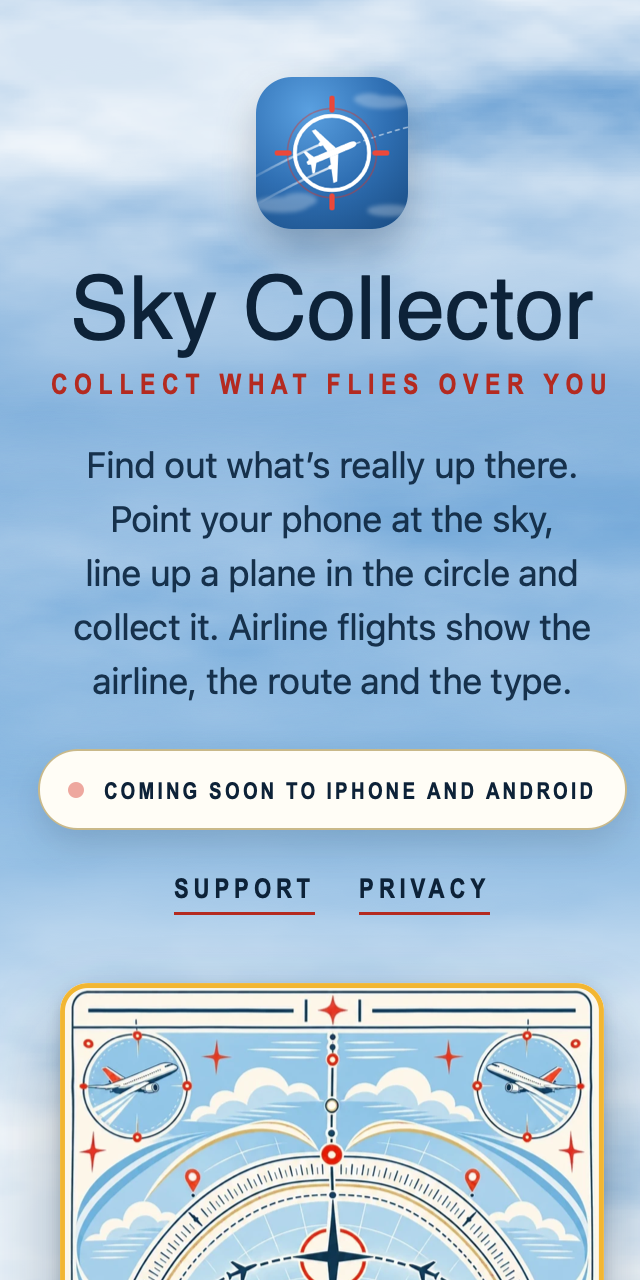 Sky Collector
COLLECT WHAT FLIES OVER YOU
Find out what’s really up there.
Point your phone at the sky,
line up a plane in the circle and
collect it. Airline flights show the
airline, the route and the type.
COMING SOON TO IPHONE AND ANDROID
SUPPORT PRIVACY